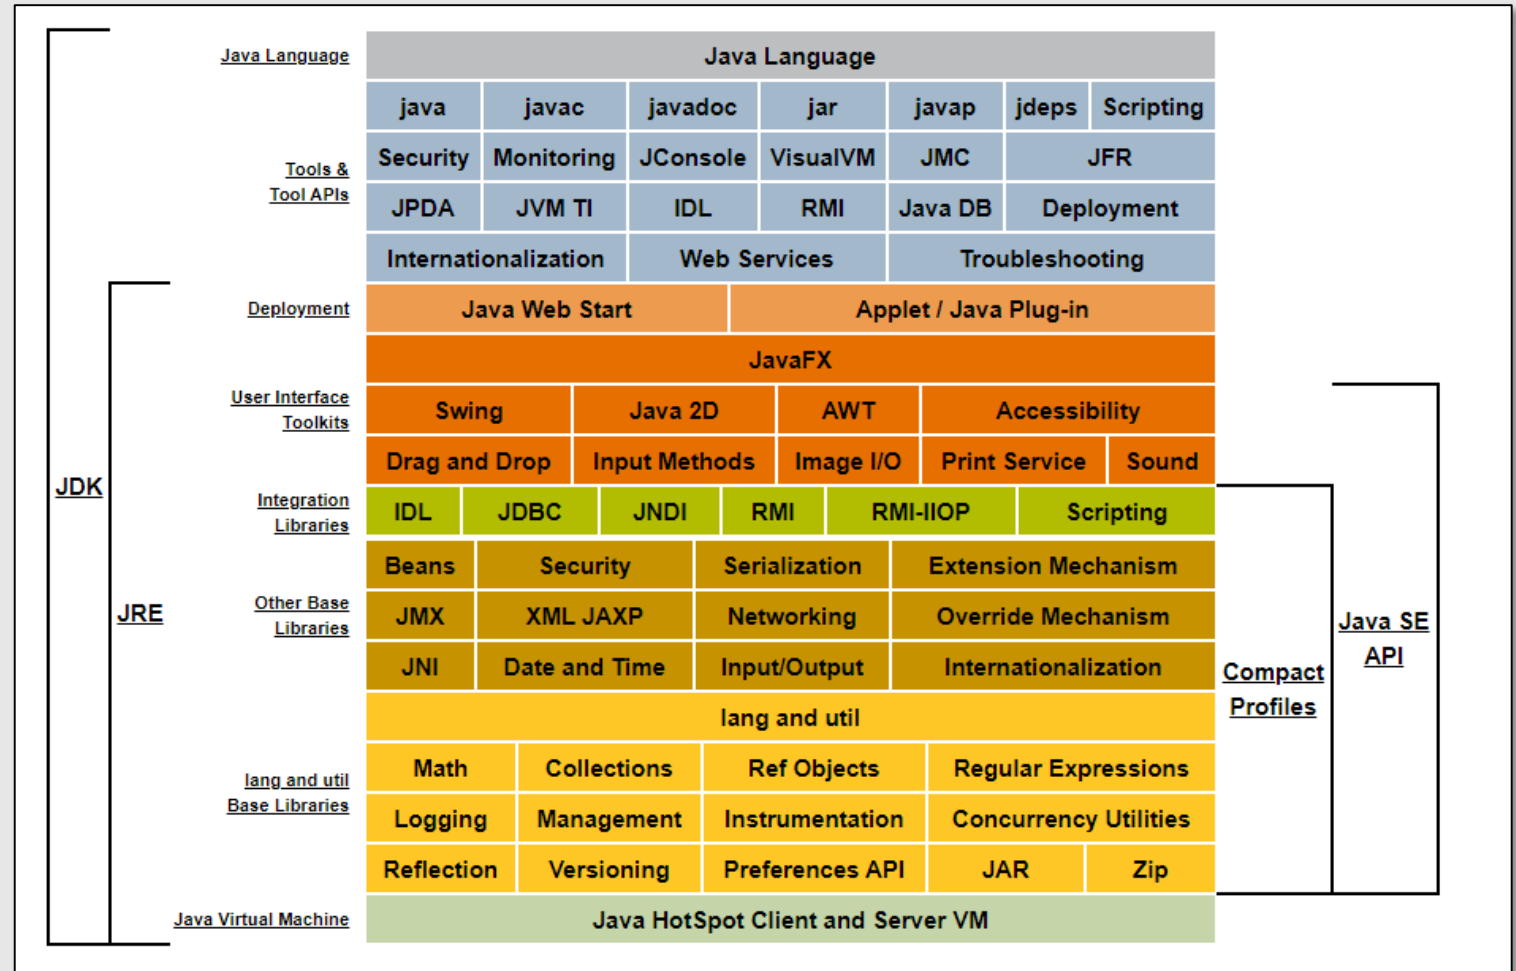 Java Language Java Language
java javac javadoc jar javap jdeps Scripting
Tools &
Tool APIs
Security Monitoring JConsole VisualVM JMC JFR
JPDA JVM TI IDL RMI Java DB Deployment
Internationalization Web Services Troubleshooting
Deployment Java Web Start Applet / Java Plug-in
JavaFX
User Interface
Toolkits
Swing Java 2D AWT Accessibility
Drag and Drop Input Methods Image I/O Print Service Sound
JDK
Integration
Libraries
IDL JDBC JNDI RMI RMI-IIOP Scripting
Beans Security Serialization Extension Mechanism
JRE
Other Base
Libraries
JMX XML JAXP Networking Override Mechanism
Java SE
API
JNI Date and Time Input/Output Internationalization
Compact
Profiles
lang and util
lang and util
Base Libraries
Math Collections Ref Objects Regular Expressions
Logging Management Instrumentation Concurrency Utilities
Reflection Versioning Preferences API JAR Zip
Java Virtual Machine Java HotSpot Client and Server VM